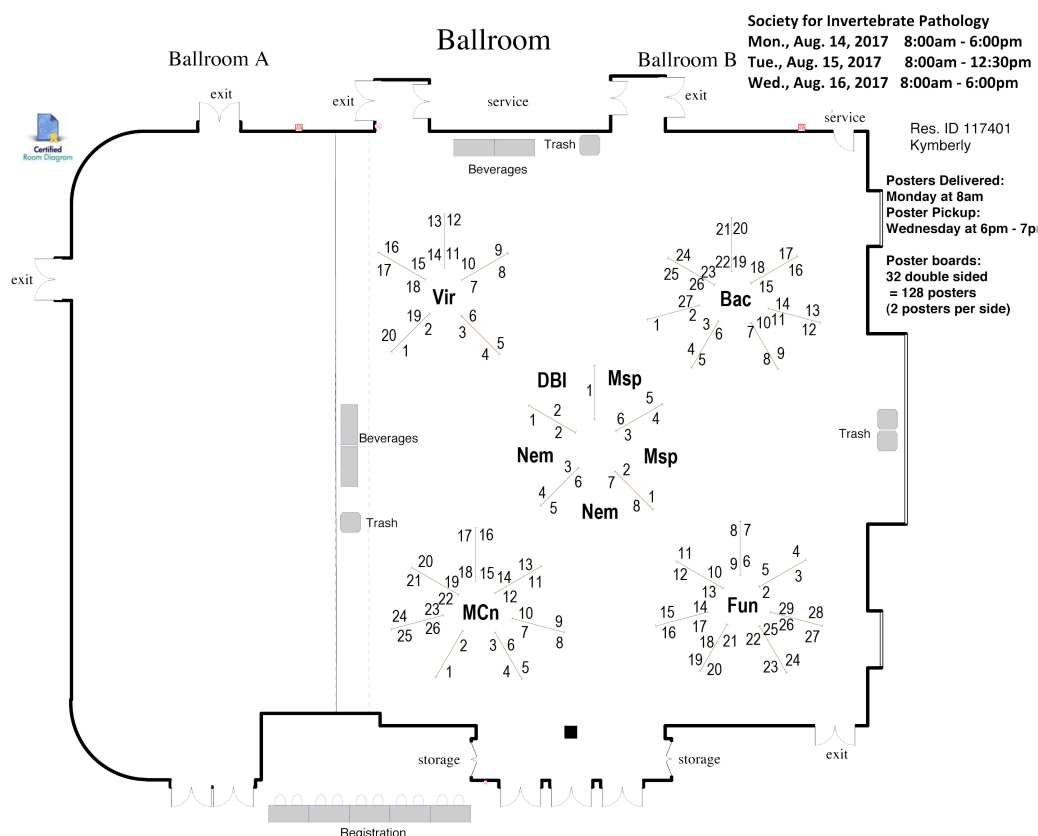 Society for Invertebrate Pathology
Mon., Aug. 14, 2017 8:00am - 6:00pm
Tue., Aug. 15, 2017 8:00am - 12:30pm
Wed., Aug. 16, 2017 8:00am - 6:00pm
Ballroom
Ballroom A
Ballroom B
exit
exit
service
exit
service
Certified
Room Diagram
Res. ID 117401
Kymberly
Trash
Beverages
Posters Delivered:
Monday at 8am
Poster Pickup:
Wednesday at 6pm - 7p
Poster boards:
32 double sided
= 128 posters
(2 posters per side)
exit
13 12
16 14 11 9
17 15 10 8
18 7
Vir
19 6
20 2 3 5
1 4
21 20
24 22 19 17
25 23 18 16
26 15
Bac
27 14 13
1 2 11 12
3 10
4 6 7 9
5 8
DBI
Msp
1
2 5
1 6 4
2 3
Nem
Msp
3 2
6 7
4 1
5 8
Nem
Beverages
Trash
Trash
17 16
20 18 15 13
21 19 14 11
22 12
MCn
24 23 10 9
25 26 7 8
2 3 6
1 4 5
8 7
11 9 6 4
12 10 5 3
13 2
Fun
15 14 29 28
16 17 26 27
18 21 22 25
19 24
20 23
storage
storage
exit
Registration